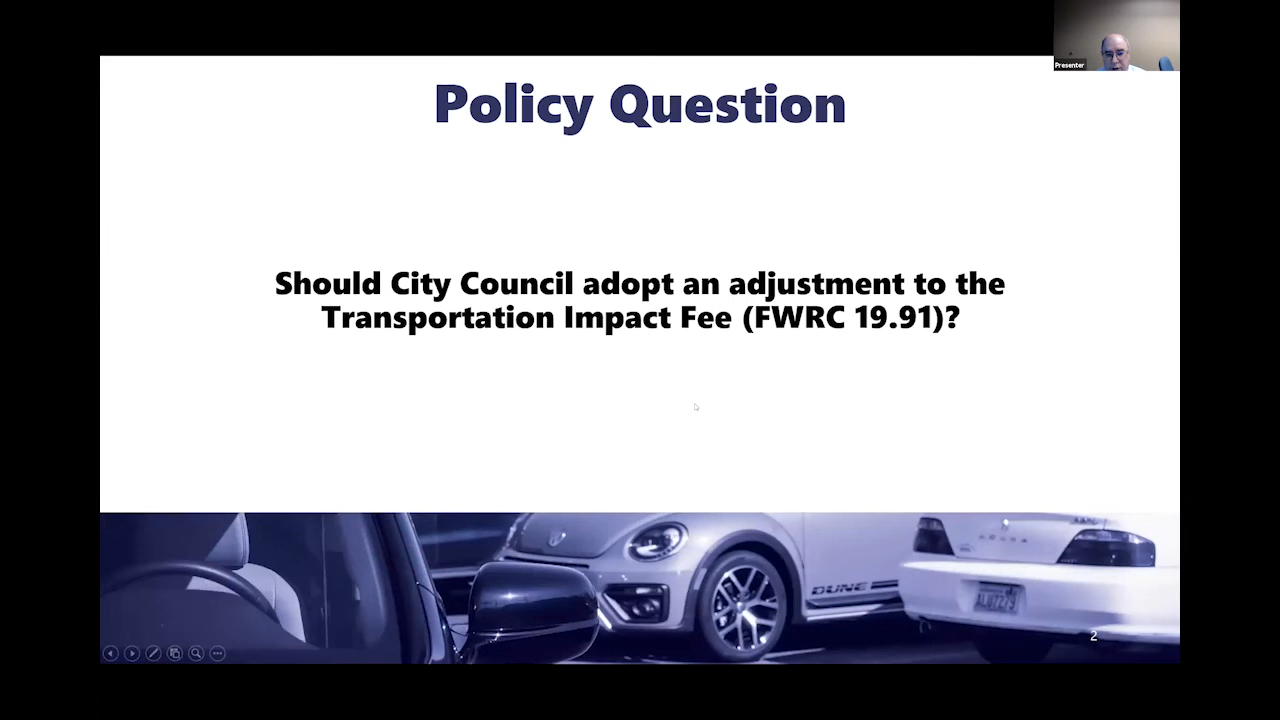 Presenter
Policy Question
Should City Council adopt an adjustment to the
Transportation Impact Fee (FWRC 19.91)?
DUNE
ACURA
2